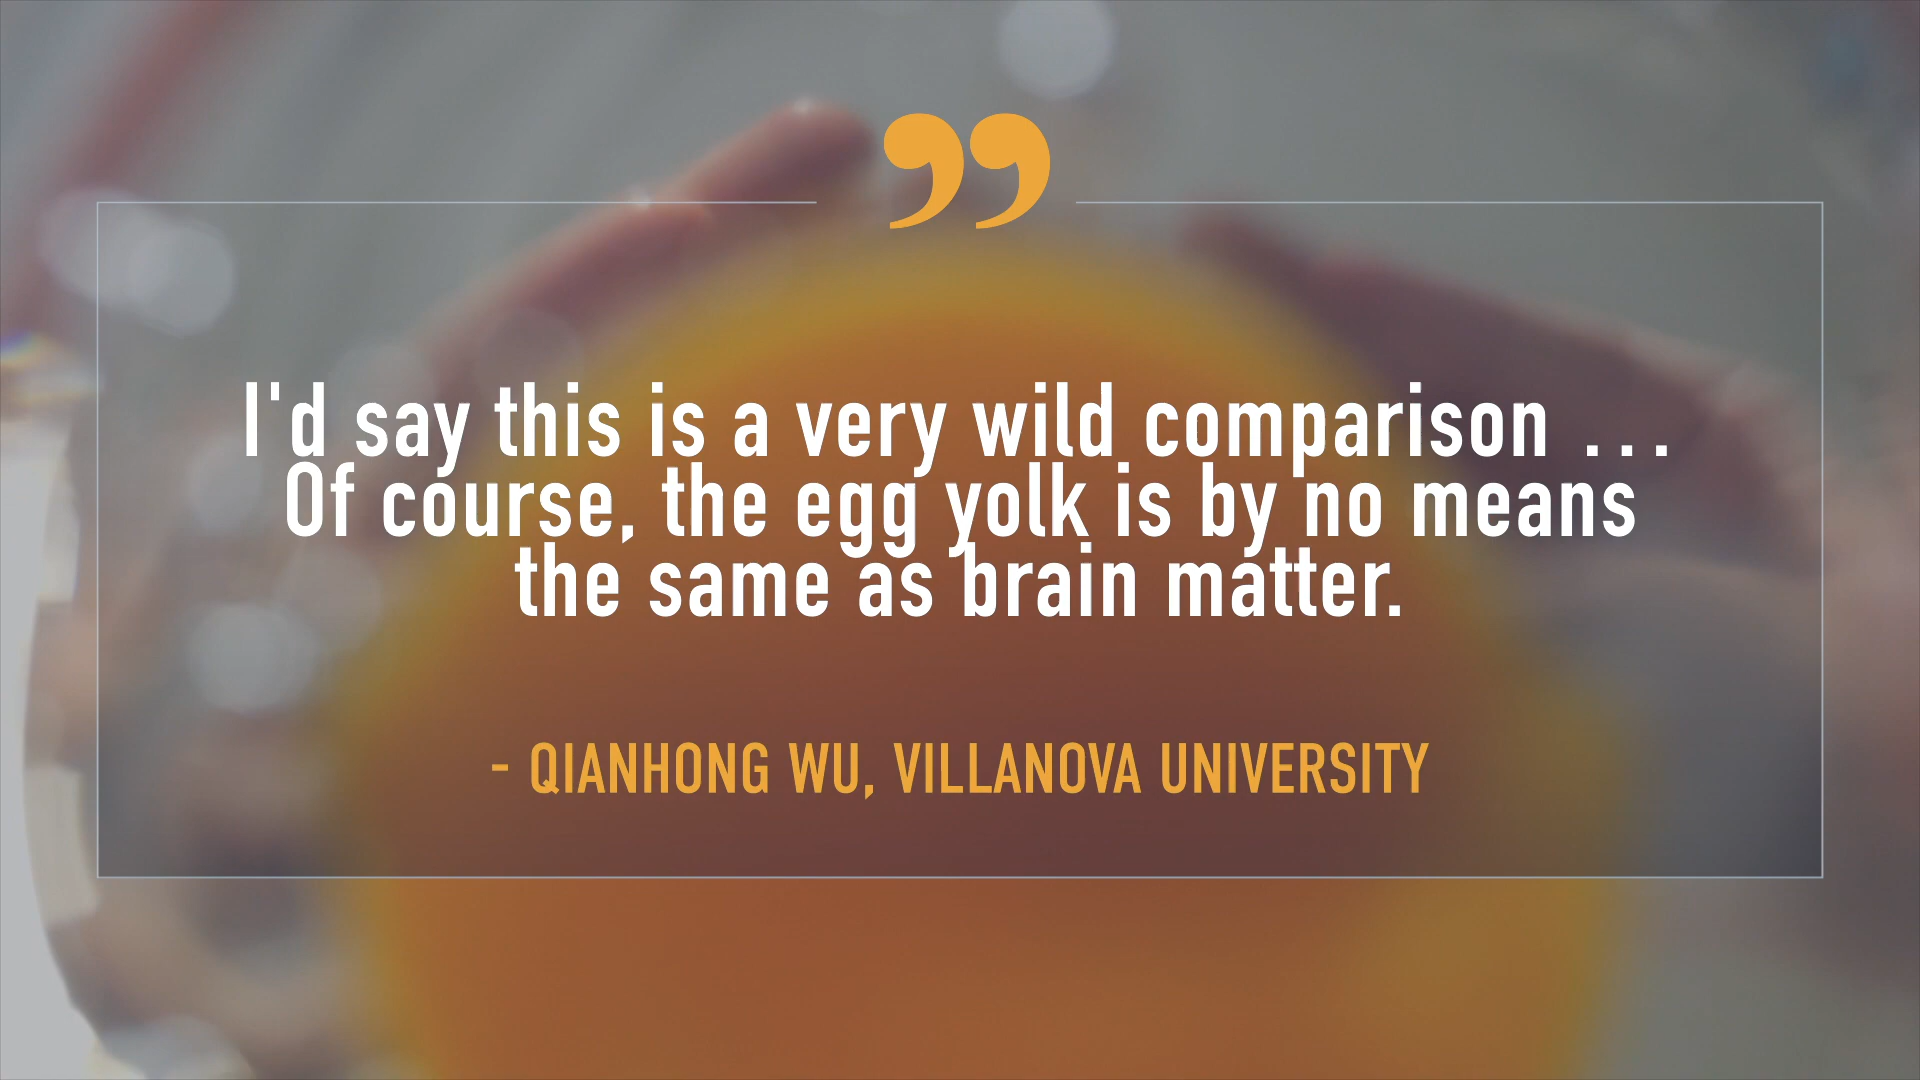 ”
I'd say this is a very wild comparison ...
Of course, the egg yolk is by no means
the same as brain matter.
- QIANHONG WU, VILLANOVA UNIVERSITY